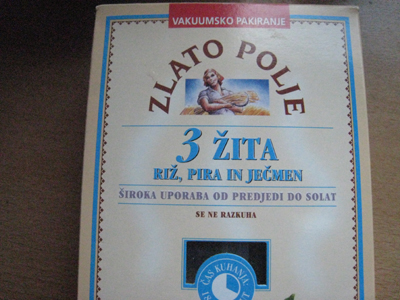 VAKUUMSKO PAKIRANJE
ZLATO POLJE
3 ŽITA
RIŽ, PIRA IN JEČMEN
ŠIROKA UPORABA OD PREDJEDI DO SOLAT
SE NE RAZKUHA
ČAS KUHANJA